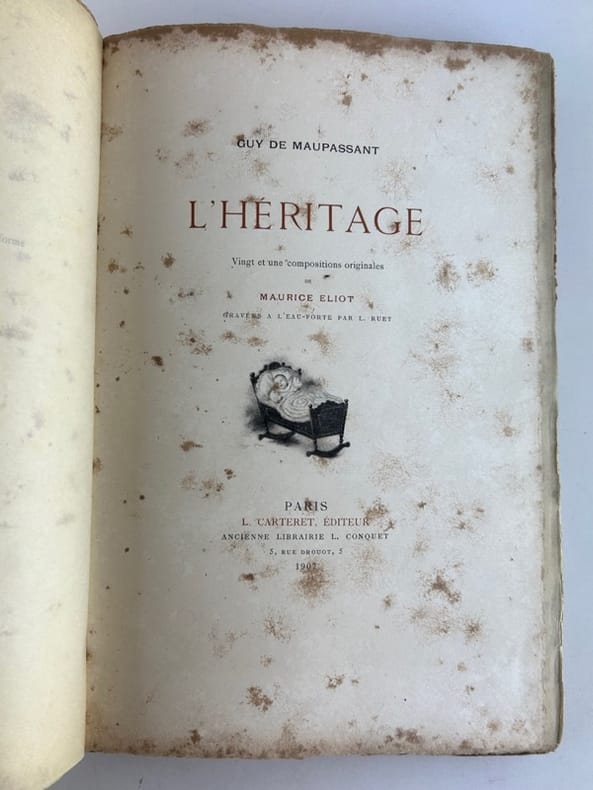 GUY DE MAUPASSANT
L'HÉRITAGE
Vingt et une compositions originales
DE
MAURICE ELIOT
GRAVÉES A L'EAU-FORTE PAR L. RUET
PARIS
L. CARTERET, ÉDITEUR
ANCIENNE LIBRAIRIE L. CONQUET
5, RUE DROUOT, 5
1907